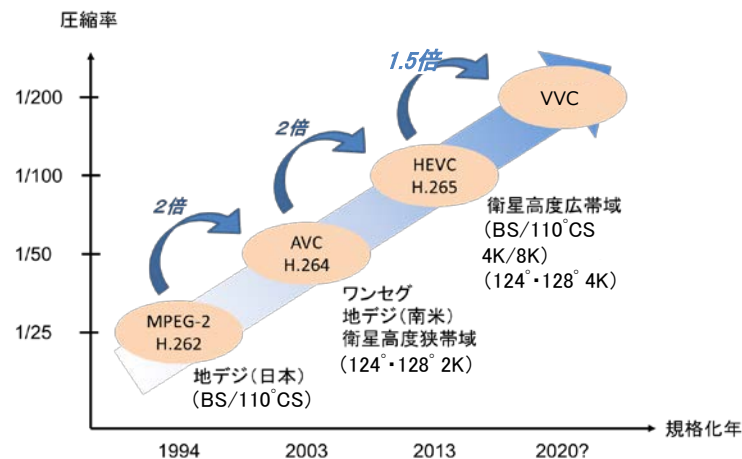 圧縮率
1.5倍
1/200
VVC
2倍
1/100
HEVC
H.265
2倍
衛星高度広帯域
(BS/110°CS
4K/8K)
(124°・128° 4K)
1/50
AVC
H.264
ワンセグ
地デジ(南米)
衛星高度狭帯域
(124°・128° 2K)
1/25
MPEG-2
H.262
地デジ(日本)
(BS/110°CS)
規格化年
1994
2003
2013
2020?